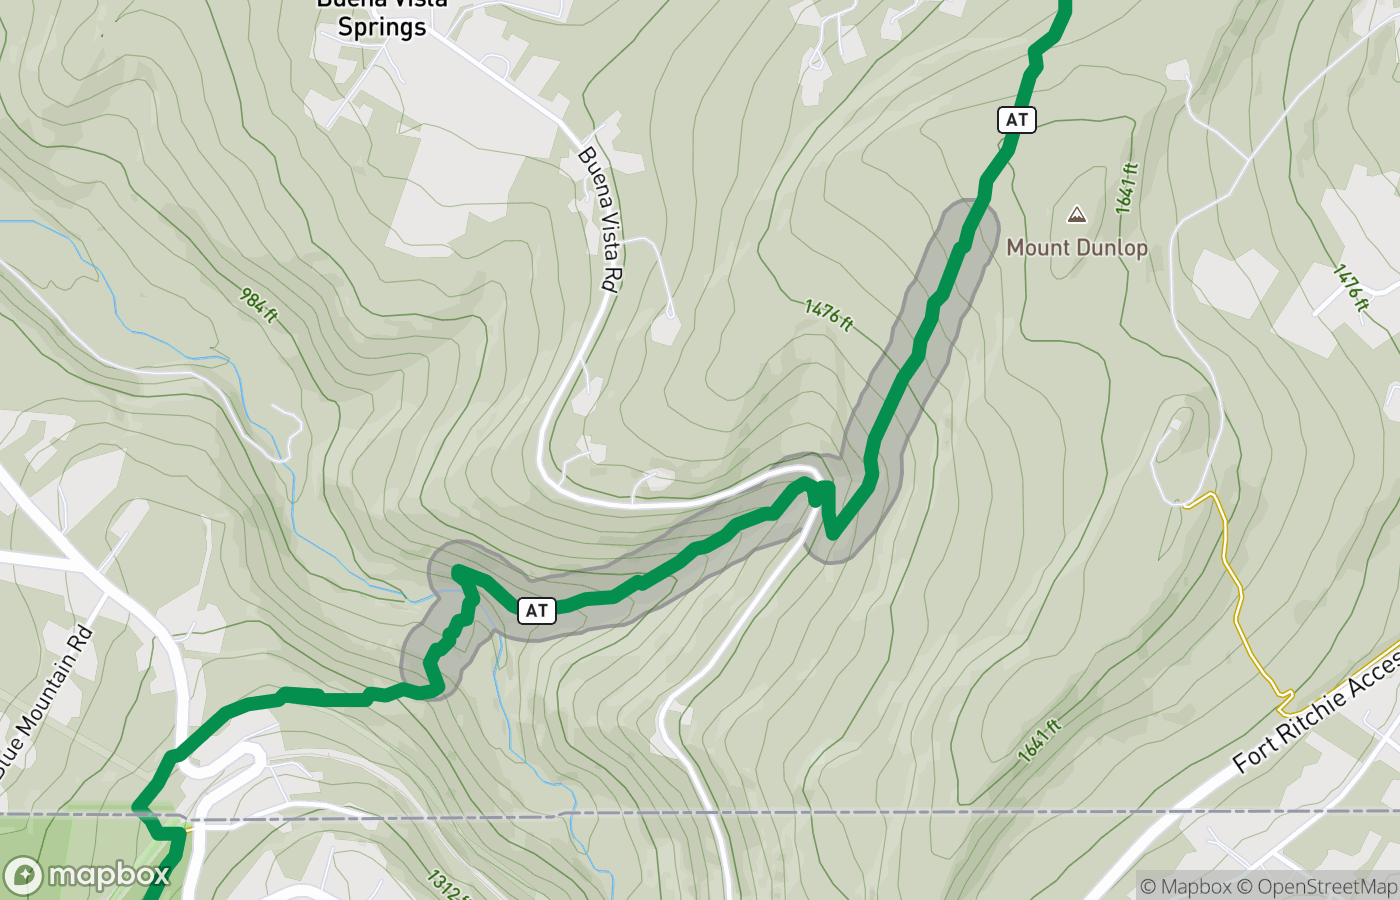 Buena Vista
Springs
AT
Buena Vista Rd
1641 ft
Mount Dunlop
984 ft
1476 ft
1476 ft
AT
Blue Mountain Rd
Fort Ritchie Acces
1641 ft
1312 ft
mapbox
© Mapbox © OpenStreetMap